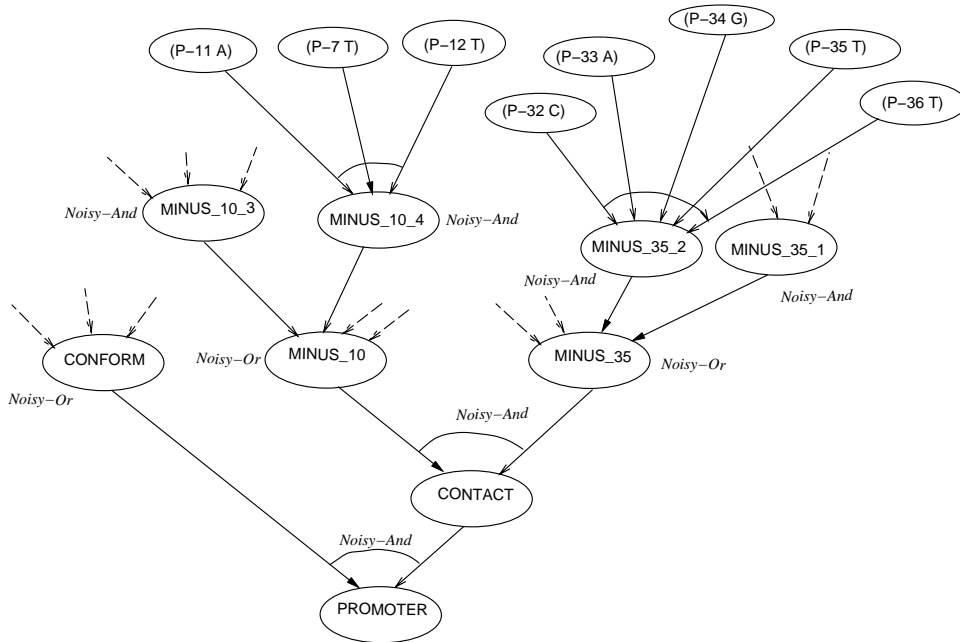 (P−34 G)
(P−11 A)
(P−7 T)
(P−12 T)
(P−33 A)
(P−35 T)
(P−32 C)
(P−36 T)
Noisy−And
MINUS_10_3
MINUS_10_4
Noisy−And
MINUS_35_2
MINUS_35_1
Noisy−And
Noisy−And
CONFORM
Noisy−Or
MINUS_10
MINUS_35
Noisy−Or
Noisy−Or
Noisy−And
CONTACT
Noisy−And
PROMOTER